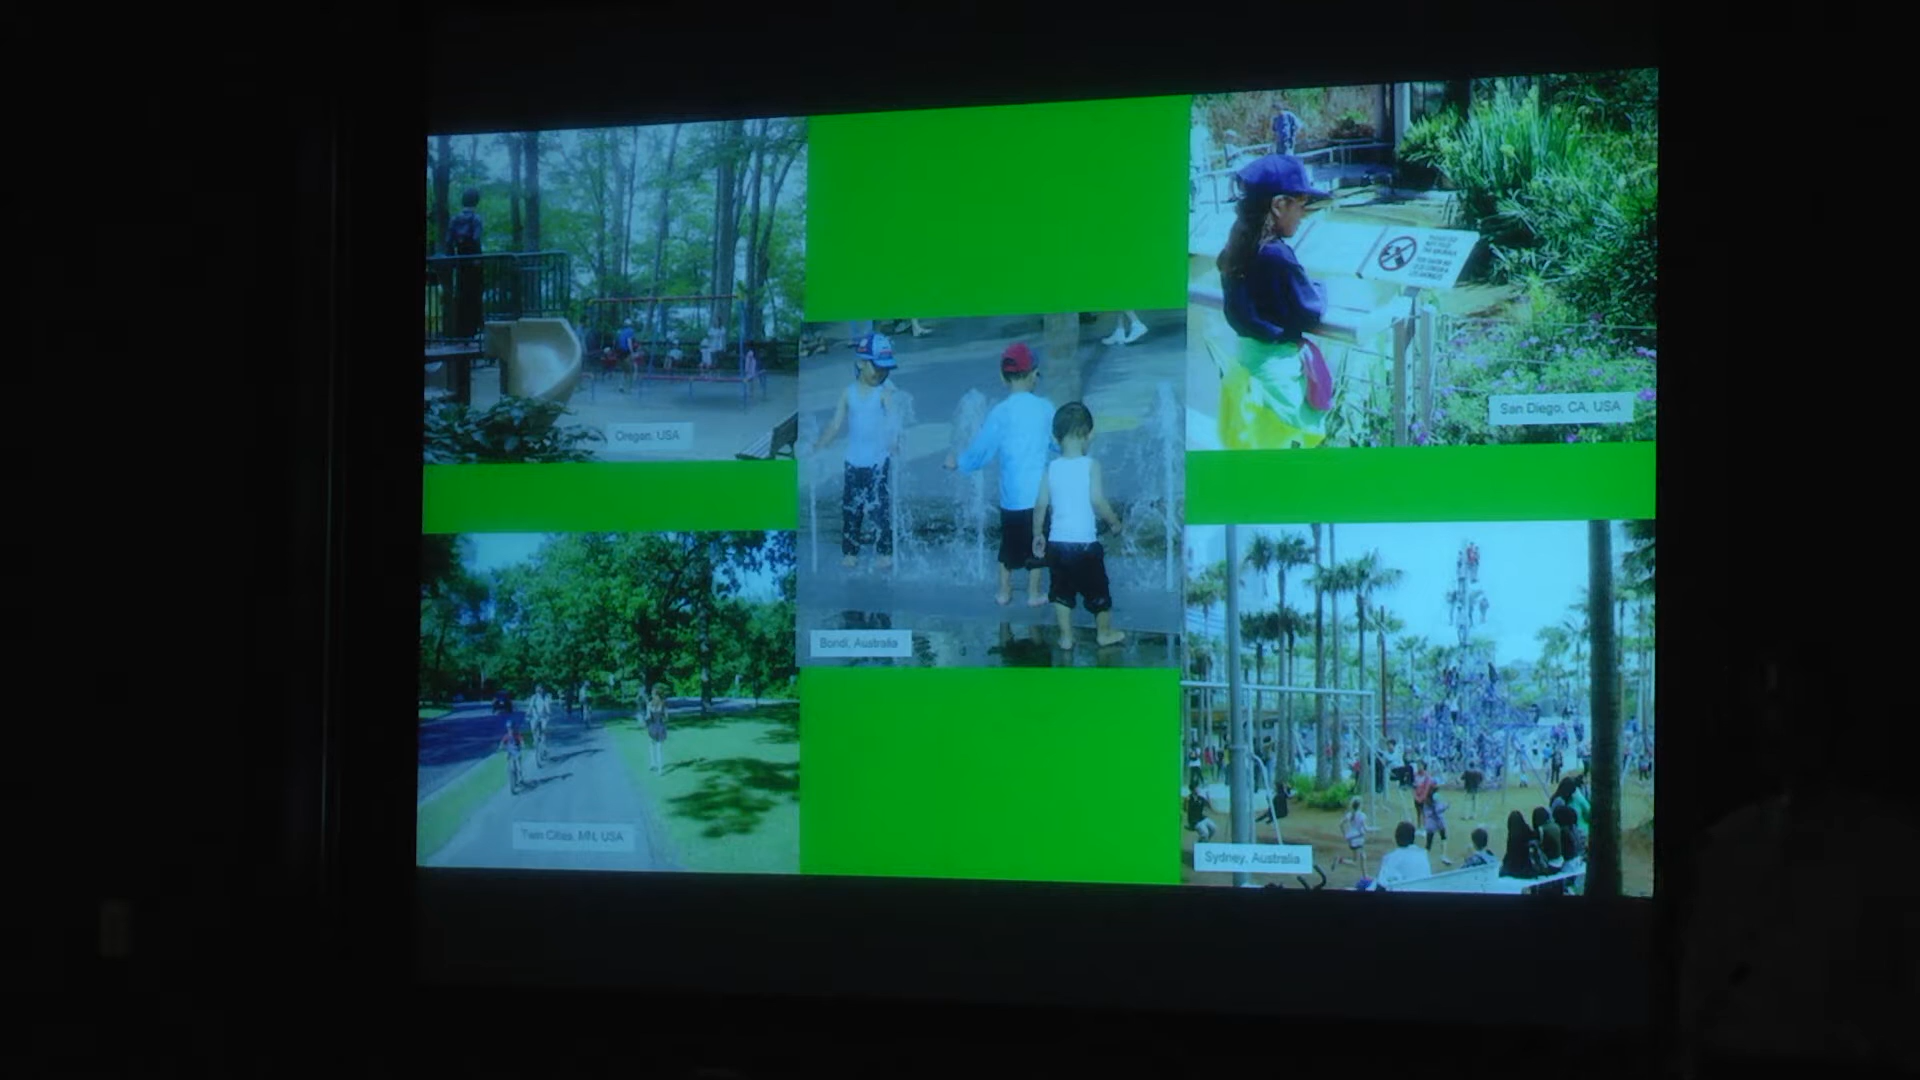 Oregon, USA
San Diego, CA, USA
Bondi, Australia
Twin Cities, MN, USA
Sydney, Australia